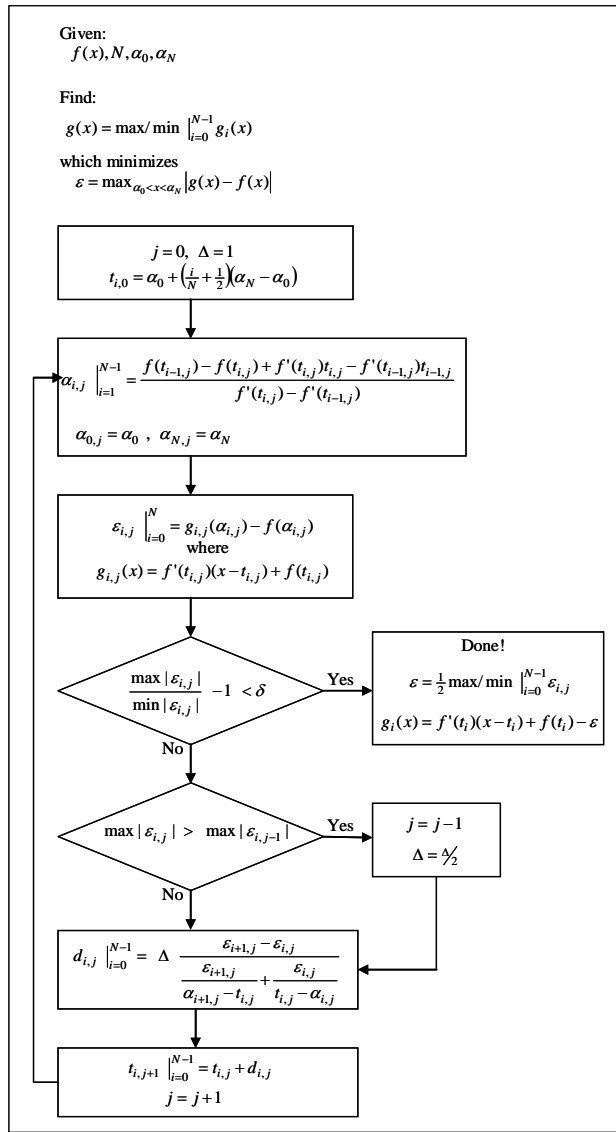 Given:
f(x), N, α₀, α_N
Find:
g(x) = max/min |_{i=0}^{N-1} g_i(x)
which minimizes
ε = max_{α₀<x<α_N} |g(x) − f(x)|
j = 0, Δ = 1
t_{i,0} = α₀ + (i/N + 1/2)(α_N − α₀)
α_{i,j} |_{i=1}^{N-1} = (f(t_{i-1,j}) − f(t_{i,j}) + f'(t_{i,j})t_{i,j} − f'(t_{i-1,j})t_{i-1,j}) / (f'(t_{i,j}) − f'(t_{i-1,j}))
α_{0,j} = α₀ , α_{N,j} = α_N
ε_{i,j} |_{i=0}^{N} = g_{i,j}(α_{i,j}) − f(α_{i,j})
where
g_{i,j}(x) = f'(t_{i,j})(x − t_{i,j}) + f(t_{i,j})
max|ε_{i,j}| / min|ε_{i,j}| − 1 < δ
Yes
Done!
ε = 1/2 max/min |_{i=0}^{N-1} ε_{i,j}
g_i(x) = f'(t_i)(x − t_i) + f(t_i) − ε
No
max|ε_{i,j}| > max|ε_{i,j-1}|
Yes
j = j − 1
Δ = Δ/2
No
d_{i,j} |_{i=0}^{N-1} = Δ (ε_{i+1,j} − ε_{i,j}) / (ε_{i+1,j}/(α_{i+1,j} − t_{i,j}) + ε_{i,j}/(t_{i,j} − α_{i,j}))
t_{i,j+1} |_{i=0}^{N-1} = t_{i,j} + d_{i,j}
j = j + 1